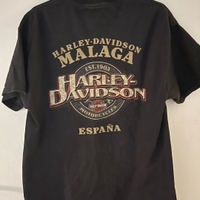 HARLEY-DAVIDSON
MALAGA
EST.1903
HARLEY-
DAVIDSON
MOTORCYCLES
ESPAÑA